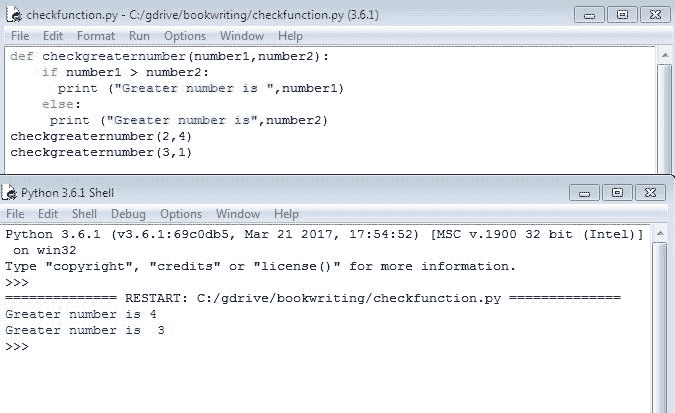 checkfunction.py - C:/gdrive/bookwriting/checkfunction.py (3.6.1)
File Edit Format Run Options Window Help
def checkgreaternumber(number1,number2):
    if number1 > number2:
      print ("Greater number is ",number1)
    else:
     print ("Greater number is",number2)
checkgreaternumber(2,4)
checkgreaternumber(3,1)
Python 3.6.1 Shell
File Edit Shell Debug Options Window Help
Python 3.6.1 (v3.6.1:69c0db5, Mar 21 2017, 17:54:52) [MSC v.1900 32 bit (Intel)]
 on win32
Type "copyright", "credits" or "license()" for more information.
>>>
============== RESTART: C:/gdrive/bookwriting/checkfunction.py ==============
Greater number is 4
Greater number is  3
>>>